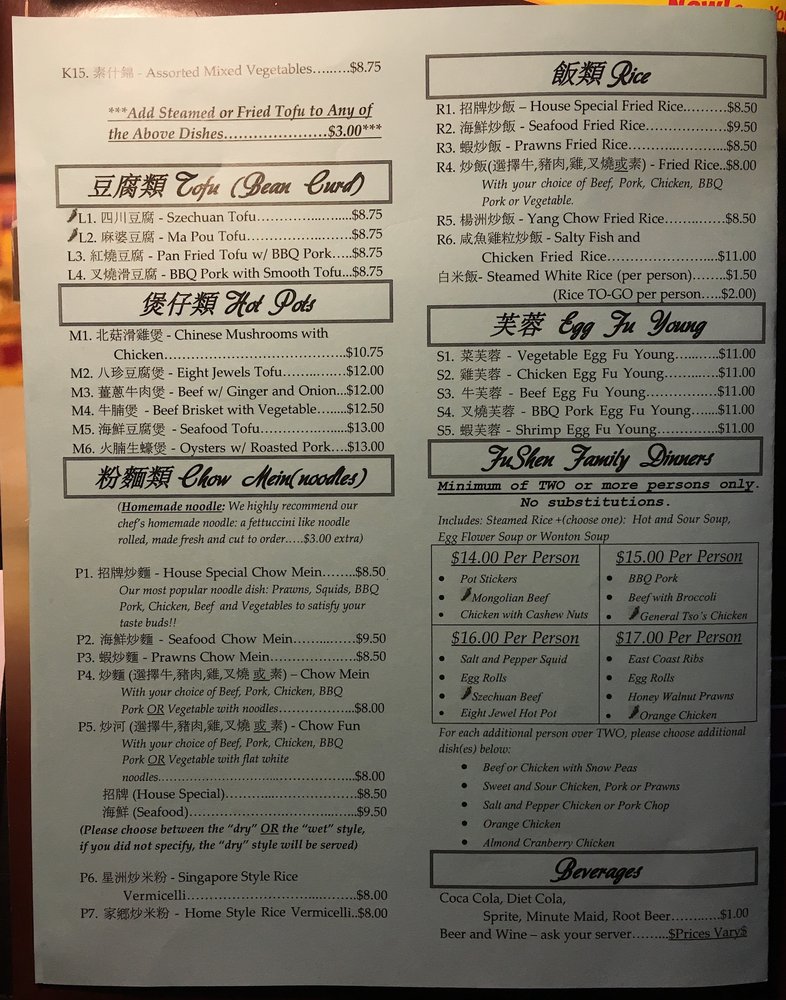 New!
K15. 素什錦 - Assorted Mixed Vegetables………$8.75
***Add Steamed or Fried Tofu to Any of
the Above Dishes…………………$3.00***
豆腐類 Tofu (Bean Curd)
L1. 四川豆腐 - Szechuan Tofu………………....$8.75
L2. 麻婆豆腐 - Ma Pou Tofu…………………$8.75
L3. 紅燒豆腐 - Pan Fried Tofu w/ BBQ Pork…..$8.75
L4. 叉燒滑豆腐 - BBQ Pork with Smooth Tofu...$8.75
煲仔類 Hot Pots
M1. 北菇滑雞煲 - Chinese Mushrooms with
Chicken………………………………$10.75
M2. 八珍豆腐煲 - Eight Jewels Tofu…………$12.00
M3. 薑蔥牛肉煲 - Beef w/ Ginger and Onion...$12.00
M4. 牛腩煲 - Beef Brisket with Vegetable……$12.50
M5. 海鮮豆腐煲 - Seafood Tofu………………$13.00
M6. 火腩生蠔煲 - Oysters w/ Roasted Pork….$13.00
粉麵類 Chow Mein(noodles)
(Homemade noodle: We highly recommend our
chef's homemade noodle: a fettuccini like noodle
rolled, made fresh and cut to order…..$3.00 extra)
P1. 招牌炒麵 - House Special Chow Mein……..$8.50
Our most popular noodle dish: Prawns, Squids, BBQ
Pork, Chicken, Beef and Vegetables to satisfy your
taste buds!!
P2. 海鮮炒麵 - Seafood Chow Mein…………$9.50
P3. 蝦炒麵 - Prawns Chow Mein………………$8.50
P4. 炒麵 (選擇牛,豬肉,雞,叉燒 或 素) – Chow Mein
With your choice of Beef, Pork, Chicken, BBQ
Pork OR Vegetable with noodles………………$8.00
P5. 炒河 (選擇牛,豬肉,雞,叉燒 或 素) - Chow Fun
With your choice of Beef, Pork, Chicken, BBQ
Pork OR Vegetable with flat white
noodles……………………………………..$8.00
招牌 (House Special)………………………$8.50
海鮮 (Seafood)………………………………$9.50
(Please choose between the "dry" OR the "wet" style,
if you did not specify, the "dry" style will be served)
P6. 星洲炒米粉 - Singapore Style Rice
Vermicelli…………………………………$8.00
P7. 家鄉炒米粉 - Home Style Rice Vermicelli..$8.00
飯類 Rice
R1. 招牌炒飯 – House Special Fried Rice………$8.50
R2. 海鮮炒飯 - Seafood Fried Rice……………$9.50
R3. 蝦炒飯 - Prawns Fried Rice………………..$8.50
R4. 炒飯(選擇牛,豬肉,雞,叉燒或素) - Fried Rice..$8.00
With your choice of Beef, Pork, Chicken, BBQ
Pork or Vegetable.
R5. 楊洲炒飯 - Yang Chow Fried Rice…………$8.50
R6. 咸魚雞粒炒飯 - Salty Fish and
Chicken Fried Rice……………………...$11.00
白米飯- Steamed White Rice (per person)……..$1.50
(Rice TO-GO per person…..$2.00)
芙蓉 Egg Fu Young
S1. 菜芙蓉 - Vegetable Egg Fu Young………$11.00
S2. 雞芙蓉 - Chicken Egg Fu Young…………$11.00
S3. 牛芙蓉 - Beef Egg Fu Young……………$11.00
S4. 叉燒芙蓉 - BBQ Pork Egg Fu Young……$11.00
S5. 蝦芙蓉 - Shrimp Egg Fu Young…………$11.00
FuShen Family Dinners
Minimum of TWO or more persons only.
No substitutions.
Includes: Steamed Rice +(choose one): Hot and Sour Soup,
Egg Flower Soup or Wonton Soup
$14.00 Per Person
• Pot Stickers
• Mongolian Beef
• Chicken with Cashew Nuts
$15.00 Per Person
• BBQ Pork
• Beef with Broccoli
• General Tso's Chicken
$16.00 Per Person
• Salt and Pepper Squid
• Egg Rolls
• Szechuan Beef
• Eight Jewel Hot Pot
$17.00 Per Person
• East Coast Ribs
• Egg Rolls
• Honey Walnut Prawns
• Orange Chicken
For each additional person over TWO, please choose additional
dish(es) below:
• Beef or Chicken with Snow Peas
• Sweet and Sour Chicken, Pork or Prawns
• Salt and Pepper Chicken or Pork Chop
• Orange Chicken
• Almond Cranberry Chicken
Beverages
Coca Cola, Diet Cola,
Sprite, Minute Maid, Root Beer…………$1.00
Beer and Wine – ask your server………$Prices Vary$